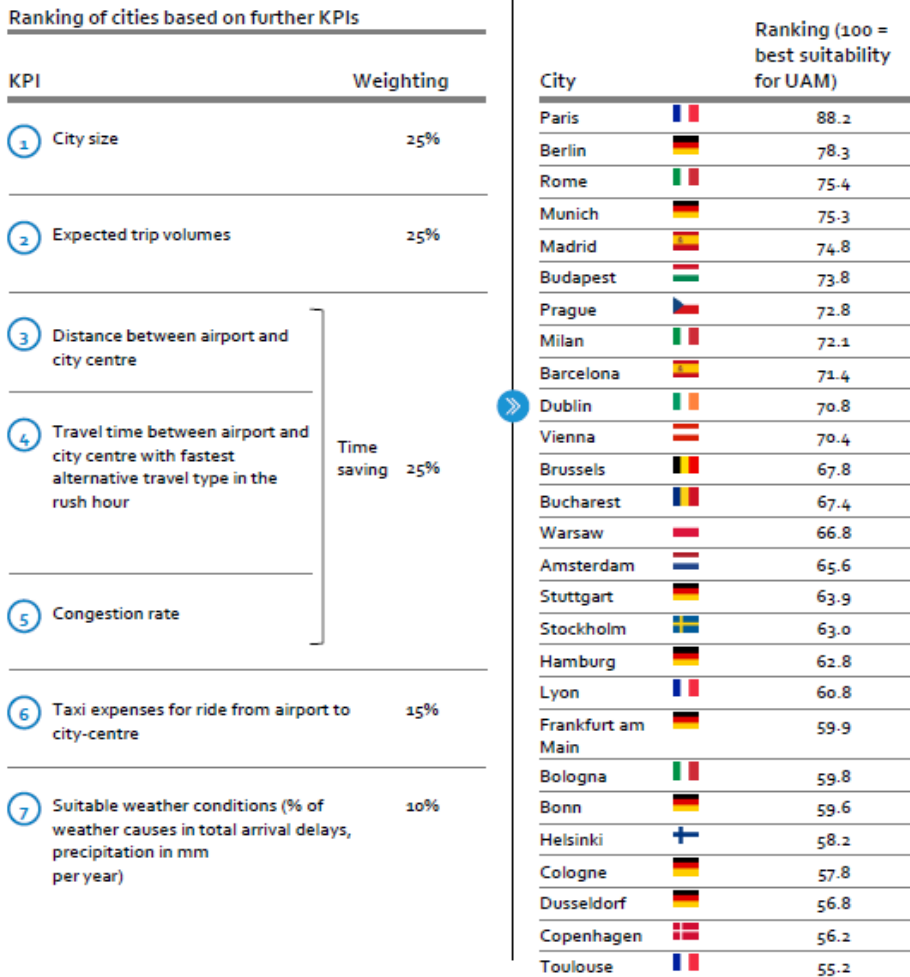 Ranking of cities based on further KPIs
KPI Weighting
1 City size 25%
2 Expected trip volumes 25%
3 Distance between airport and
city centre
4 Travel time between airport and
city centre with fastest
alternative travel type in the
rush hour
Time
saving 25%
5 Congestion rate
6 Taxi expenses for ride from airport to 15%
city-centre
7 Suitable weather conditions (% of 10%
weather causes in total arrival delays,
precipitation in mm
per year)
Ranking (100 =
best suitability
City for UAM)
Paris 88.2
Berlin 78.3
Rome 75.4
Munich 75.3
Madrid 74.8
Budapest 73.8
Prague 72.8
Milan 72.1
Barcelona 71.4
Dublin 70.8
Vienna 70.4
Brussels 67.8
Bucharest 67.4
Warsaw 66.8
Amsterdam 65.6
Stuttgart 63.9
Stockholm 63.0
Hamburg 62.8
Lyon 60.8
Frankfurt am 59.9
Main
Bologna 59.8
Bonn 59.6
Helsinki 58.2
Cologne 57.8
Dusseldorf 56.8
Copenhagen 56.2
Toulouse 55.2